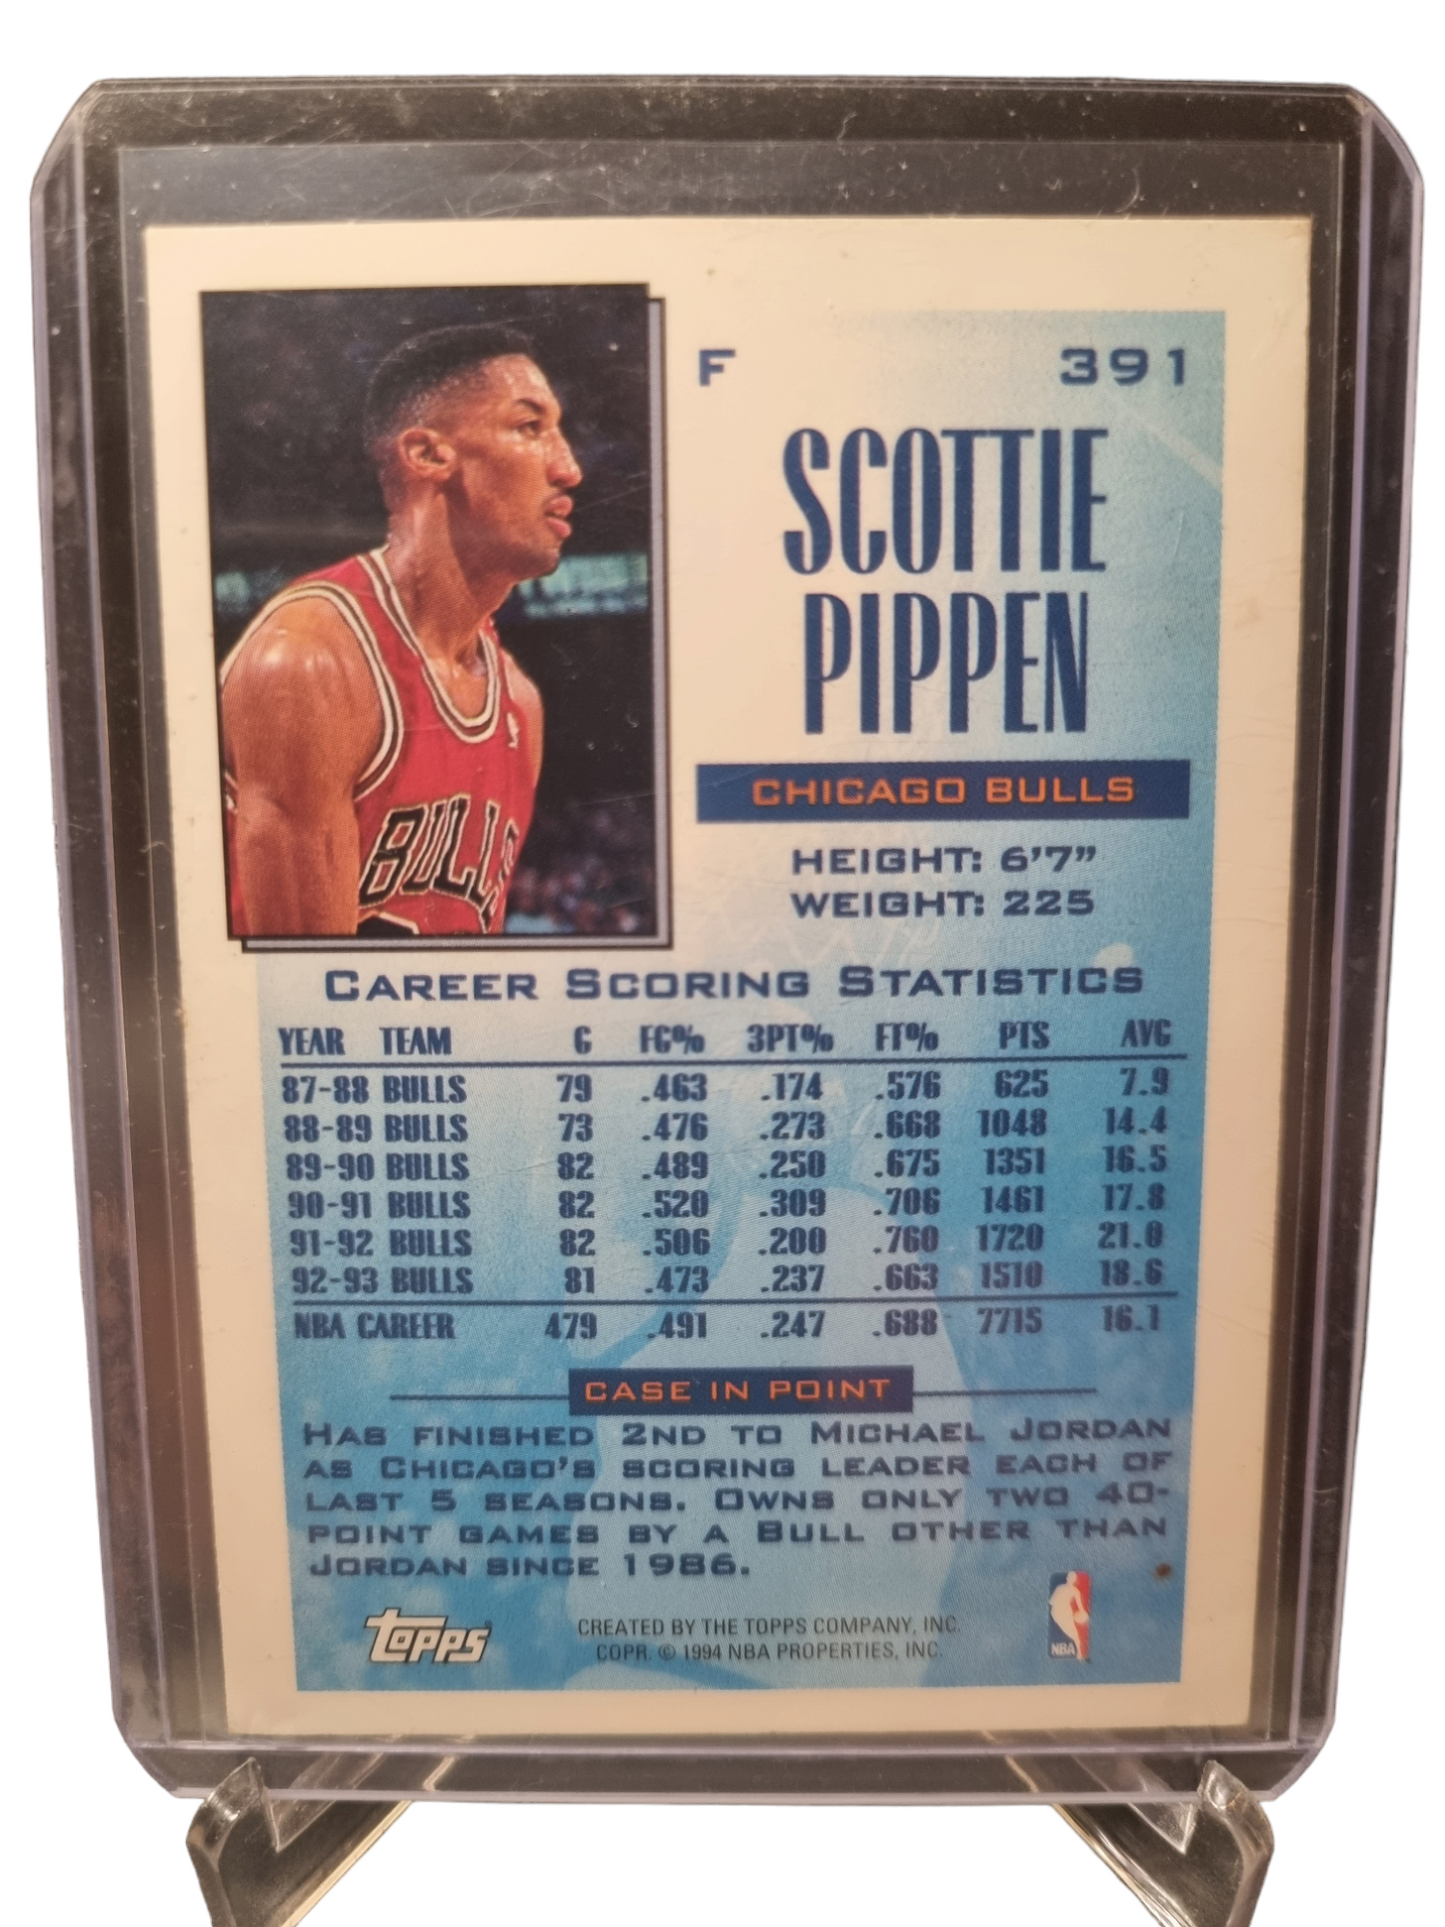 BULLS
F 391
SCOTTIE
PIPPEN
CHICAGO BULLS
HEIGHT: 6'7"
WEIGHT: 225
CAREER SCORING STATISTICS
YEAR TEAM G FG% 3PT% FT% PTS AVG
87-88 BULLS 79 .463 .174 .576 625 7.9
88-89 BULLS 73 .476 .273 .668 1048 14.4
89-90 BULLS 82 .489 .250 .675 1351 16.5
90-91 BULLS 82 .520 .309 .706 1461 17.8
91-92 BULLS 82 .506 .200 .760 1720 21.0
92-93 BULLS 81 .473 .237 .663 1510 18.6
NBA CAREER 479 .491 .247 .688 7715 16.1
CASE IN POINT
HAS FINISHED 2ND TO MICHAEL JORDAN
AS CHICAGO'S SCORING LEADER EACH OF
LAST 5 SEASONS. OWNS ONLY TWO 40-
POINT GAMES BY A BULL OTHER THAN
JORDAN SINCE 1986.
Topps
CREATED BY THE TOPPS COMPANY, INC.
COPR. © 1994 NBA PROPERTIES, INC.
NBA